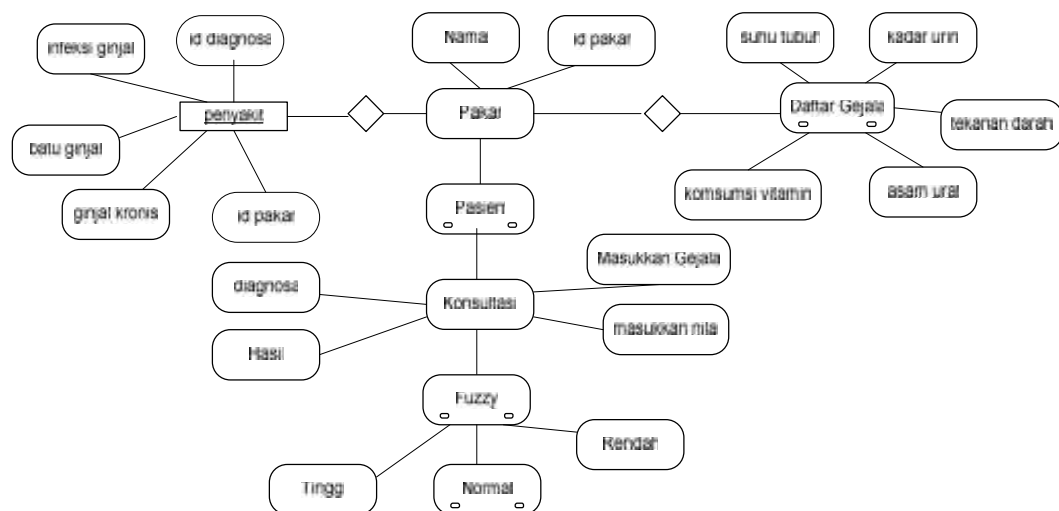 infeksi ginjal
id diagnosa
Nama
id pakar
suhu tubuh
kadar urin
penyakit
Pakar
Daftar Gejala
tekanan darah
batu ginjal
ginjal kronis
id pakar
Pasien
komsumsi vitamin
asam urat
Masukkan Gejala
diagnosa
Konsultasi
masukkan nilai
Hasil
Fuzzy
Rendah
Tinggi
Normal